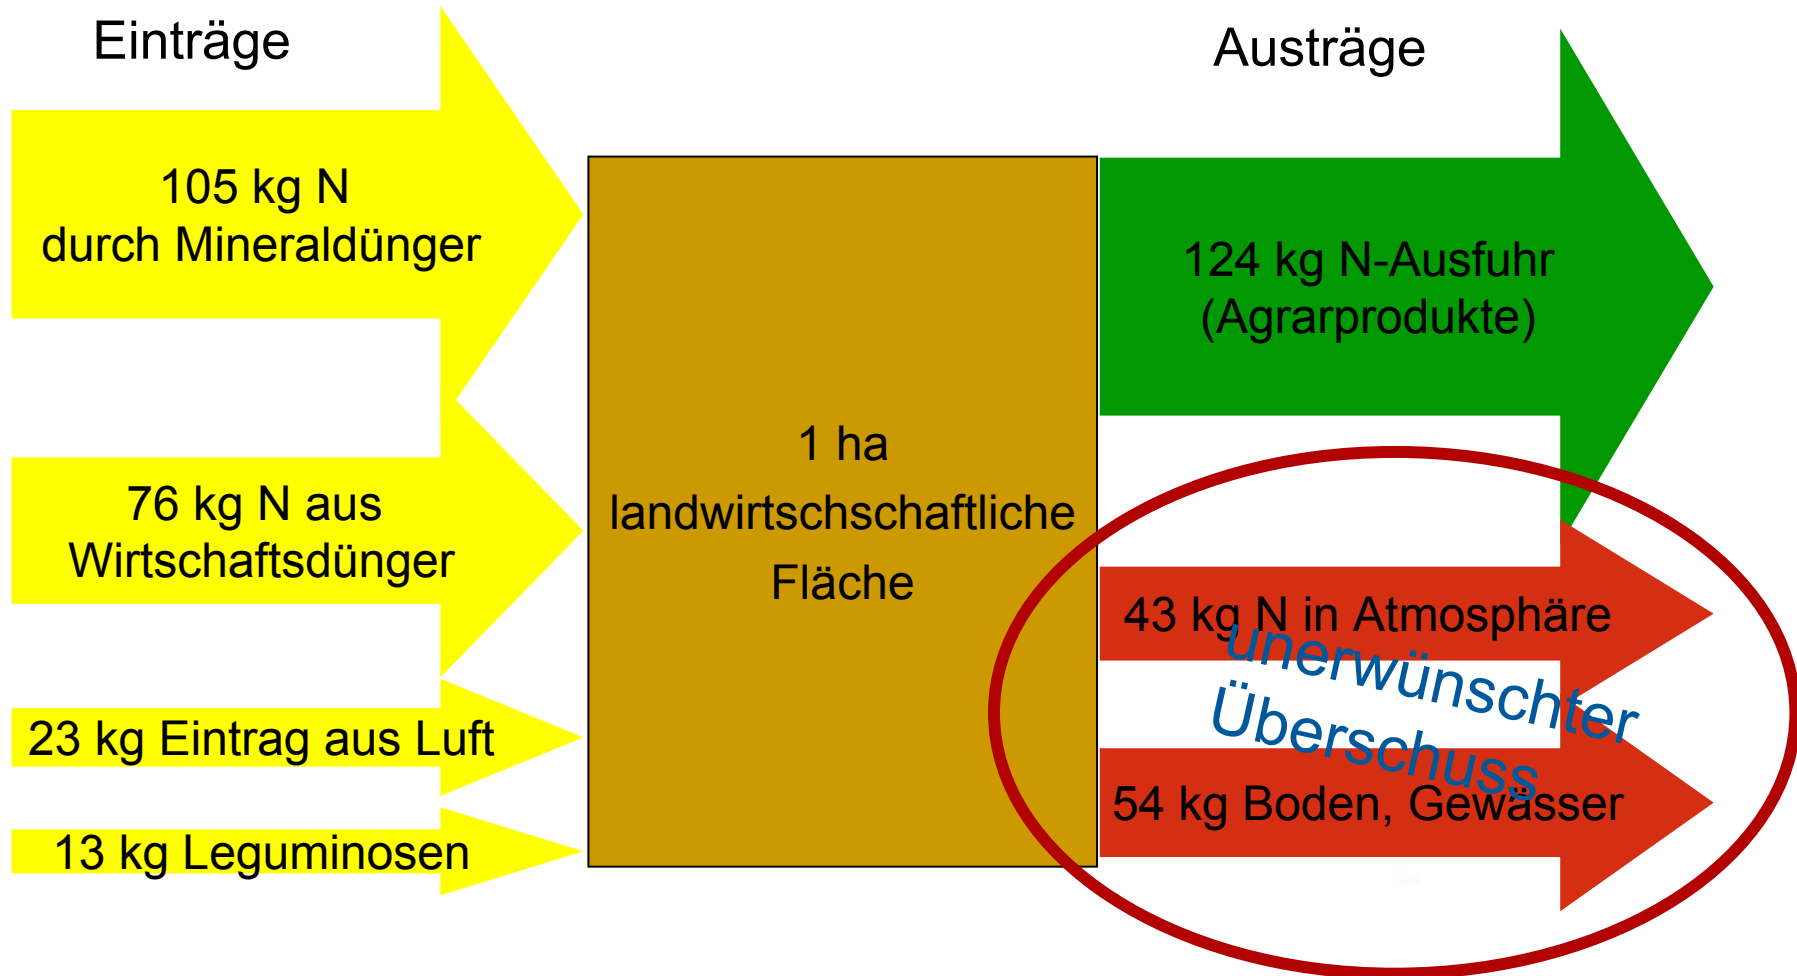 Einträge
105 kg N
durch Mineraldünger
76 kg N aus
Wirtschaftsdünger
23 kg Eintrag aus Luft
13 kg Leguminosen
1 ha
landwirtschschaftliche
Fläche
Austräge
124 kg N-Ausfuhr
(Agrarprodukte)
43 kg N in Atmosphäre
unerwünschter
Überschuss
54 kg Boden, Gewässer